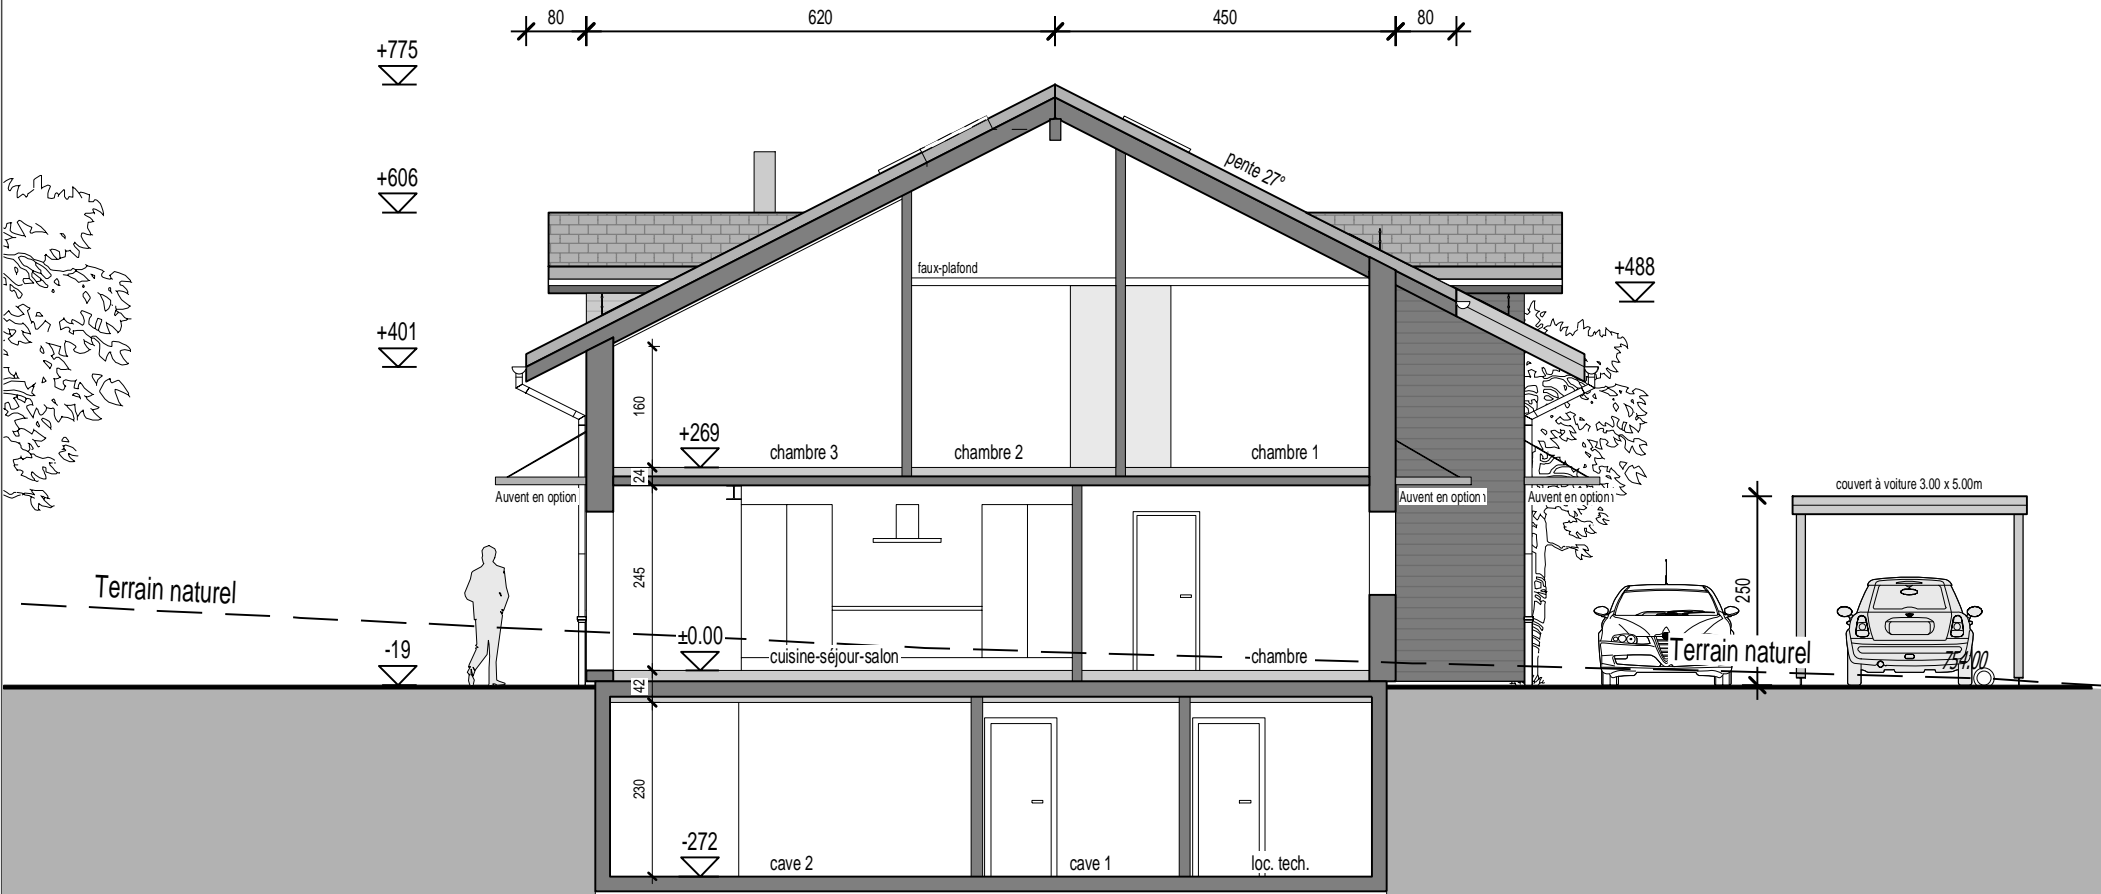 80
620
450
80
+775
pente 27°
+606
faux-plafond
+488
+401
160
+269
chambre 3
chambre 2
chambre 1
24
Auvent en option
Auvent en option
Auvent en option
couvert à voiture 3.00 x 5.00m
245
250
Terrain naturel
±0.00
-19
cuisine-séjour-salon
chambre
Terrain naturel
754.00
42
230
-272
cave 2
cave 1
loc. tech.